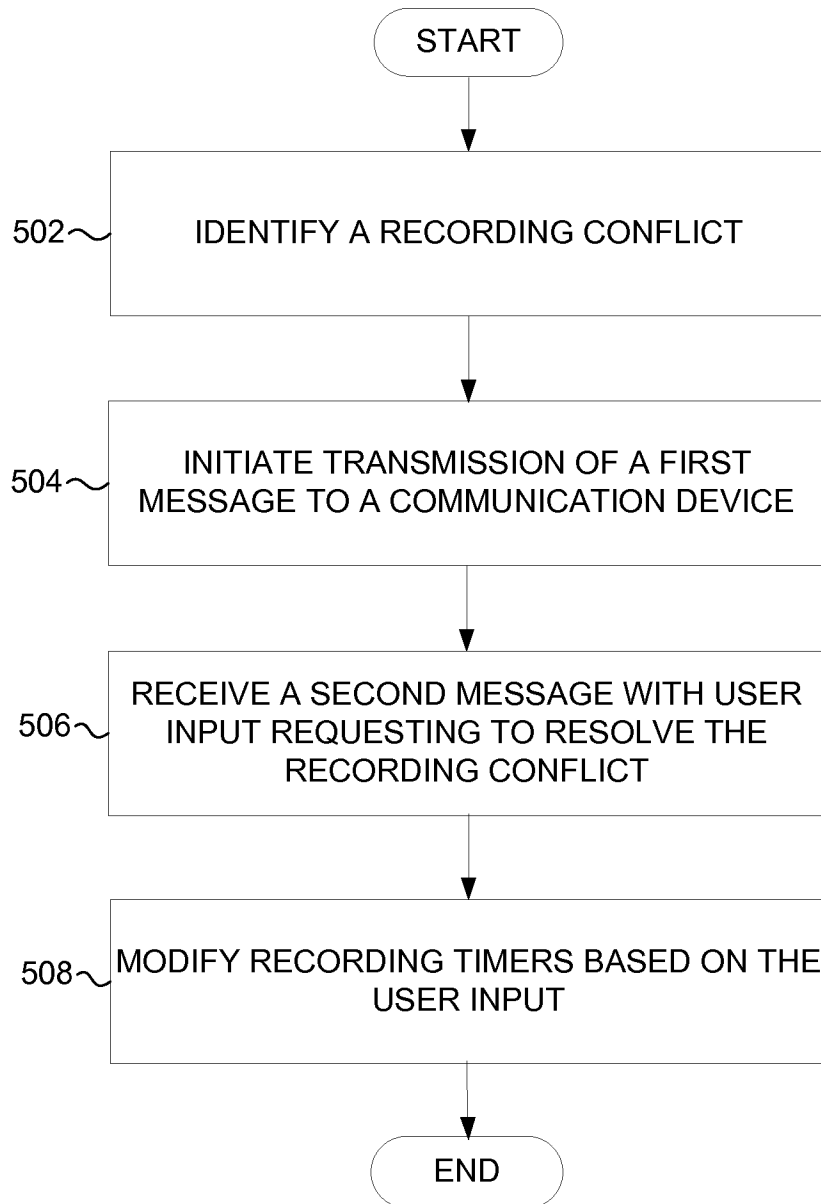 START
502
IDENTIFY A RECORDING CONFLICT
504
INITIATE TRANSMISSION OF A FIRST
MESSAGE TO A COMMUNICATION DEVICE
506
RECEIVE A SECOND MESSAGE WITH USER
INPUT REQUESTING TO RESOLVE THE
RECORDING CONFLICT
508
MODIFY RECORDING TIMERS BASED ON THE
USER INPUT
END